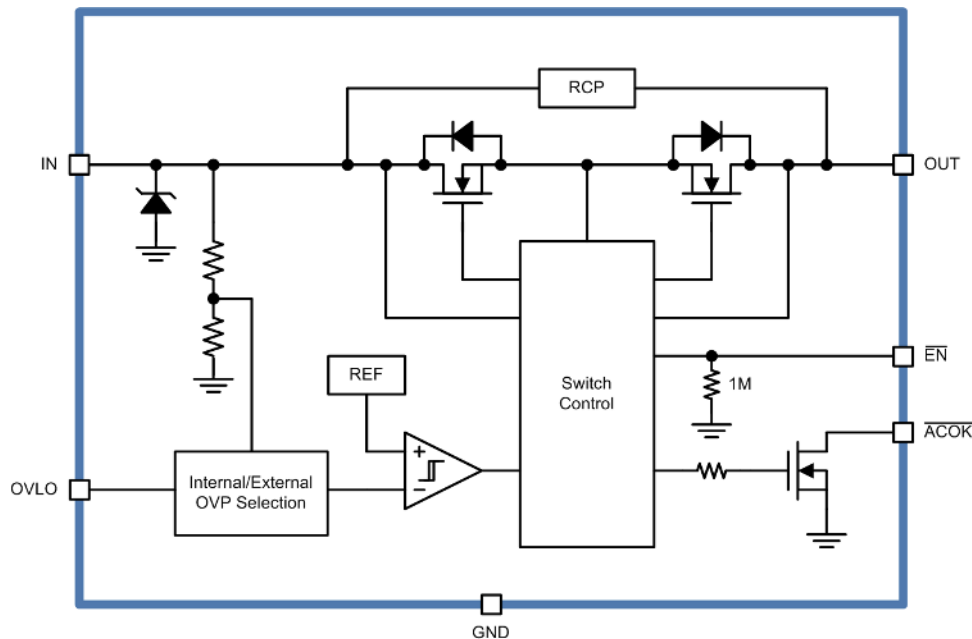 RCP
IN
OUT
EN
REF
1M
Switch
Control
ACOK
Internal/External
OVP Selection
+
−
OVLO
GND